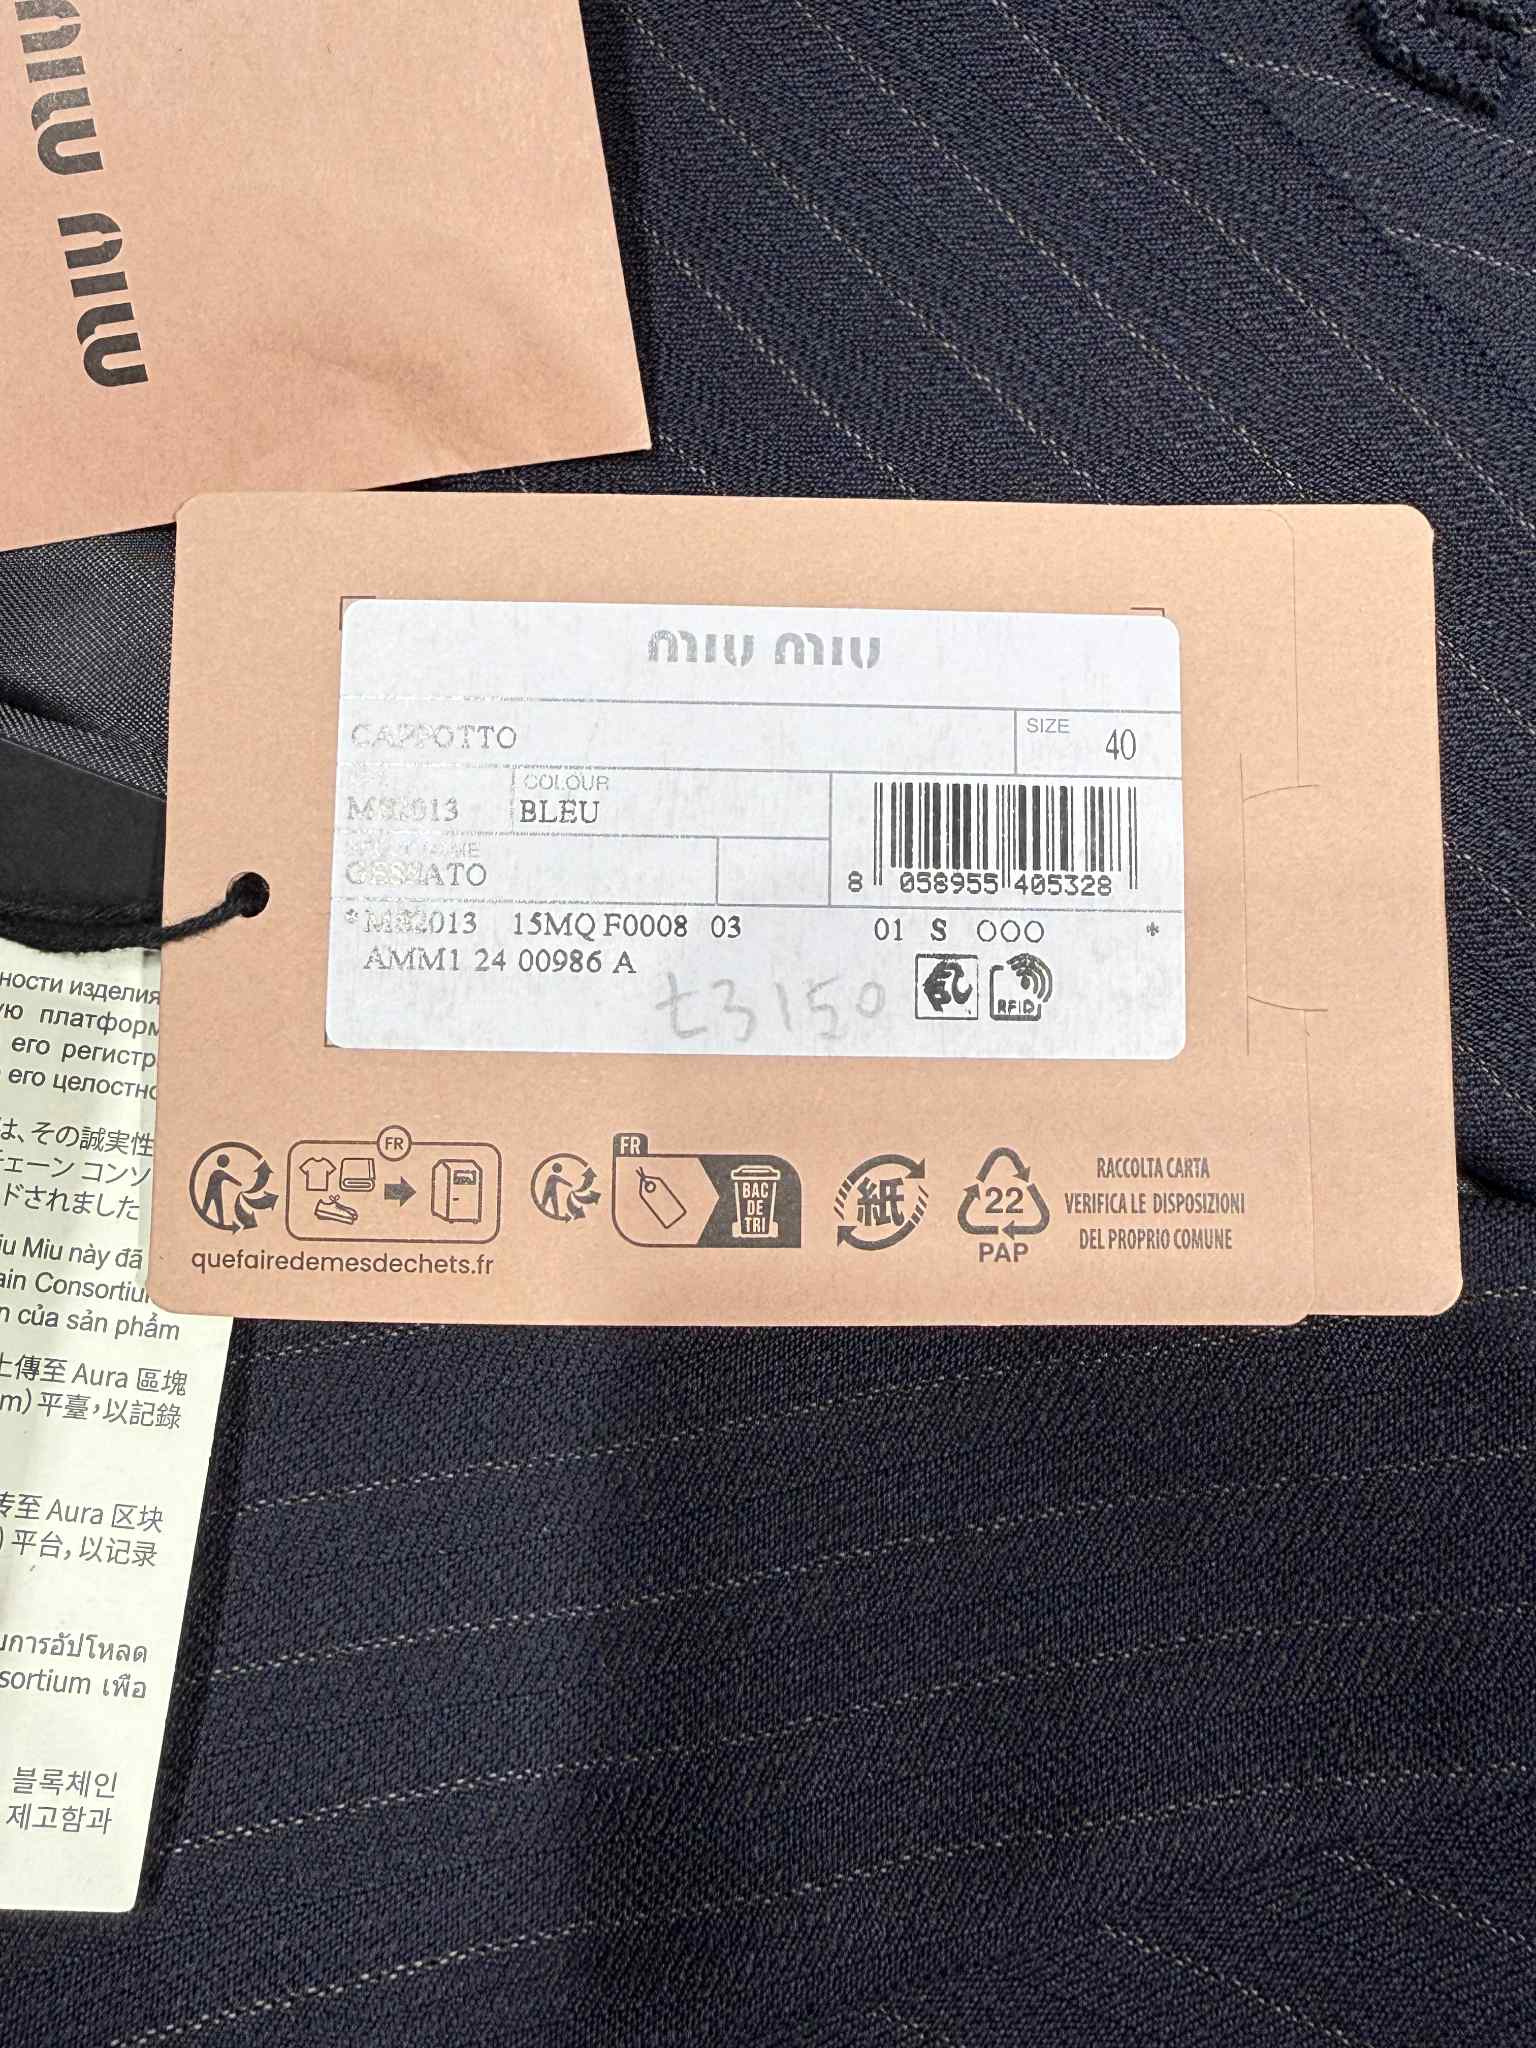 miu miu
miu miu
CAPPOTTO
SIZE
40
COLOUR
BLEU
GESSATO
15MQ F0008 03 01 S OOO *
AMM1 24 00986 A
8 058955 405328
t3150
RFID
FR
quefairedemesdechets.fr
FR
BAC
DE
TRI
紙
22
PAP
RACCOLTA CARTA
VERIFICA LE DISPOSIZIONI
DEL PROPRIO COMUNE
ности изделия
ую платформ
его регистр
его целостно
は、その誠実性
チェーン コンソ
ドされました
iu Miu này đã
ain Consortiu
n của sản phẩm
上傳至 Aura 區塊
m) 平臺，以記錄
传至 Aura 区块
) 平台，以记录
การอัปโหลด
sortium เพื่อ
블록체인
제고함과